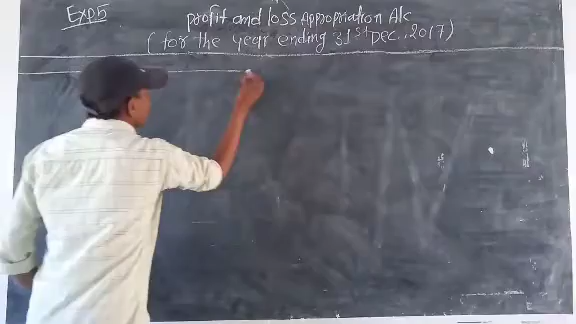 Exp5
profit and loss Appropriation A/c
(for the year ending 31st Dec., 2017)